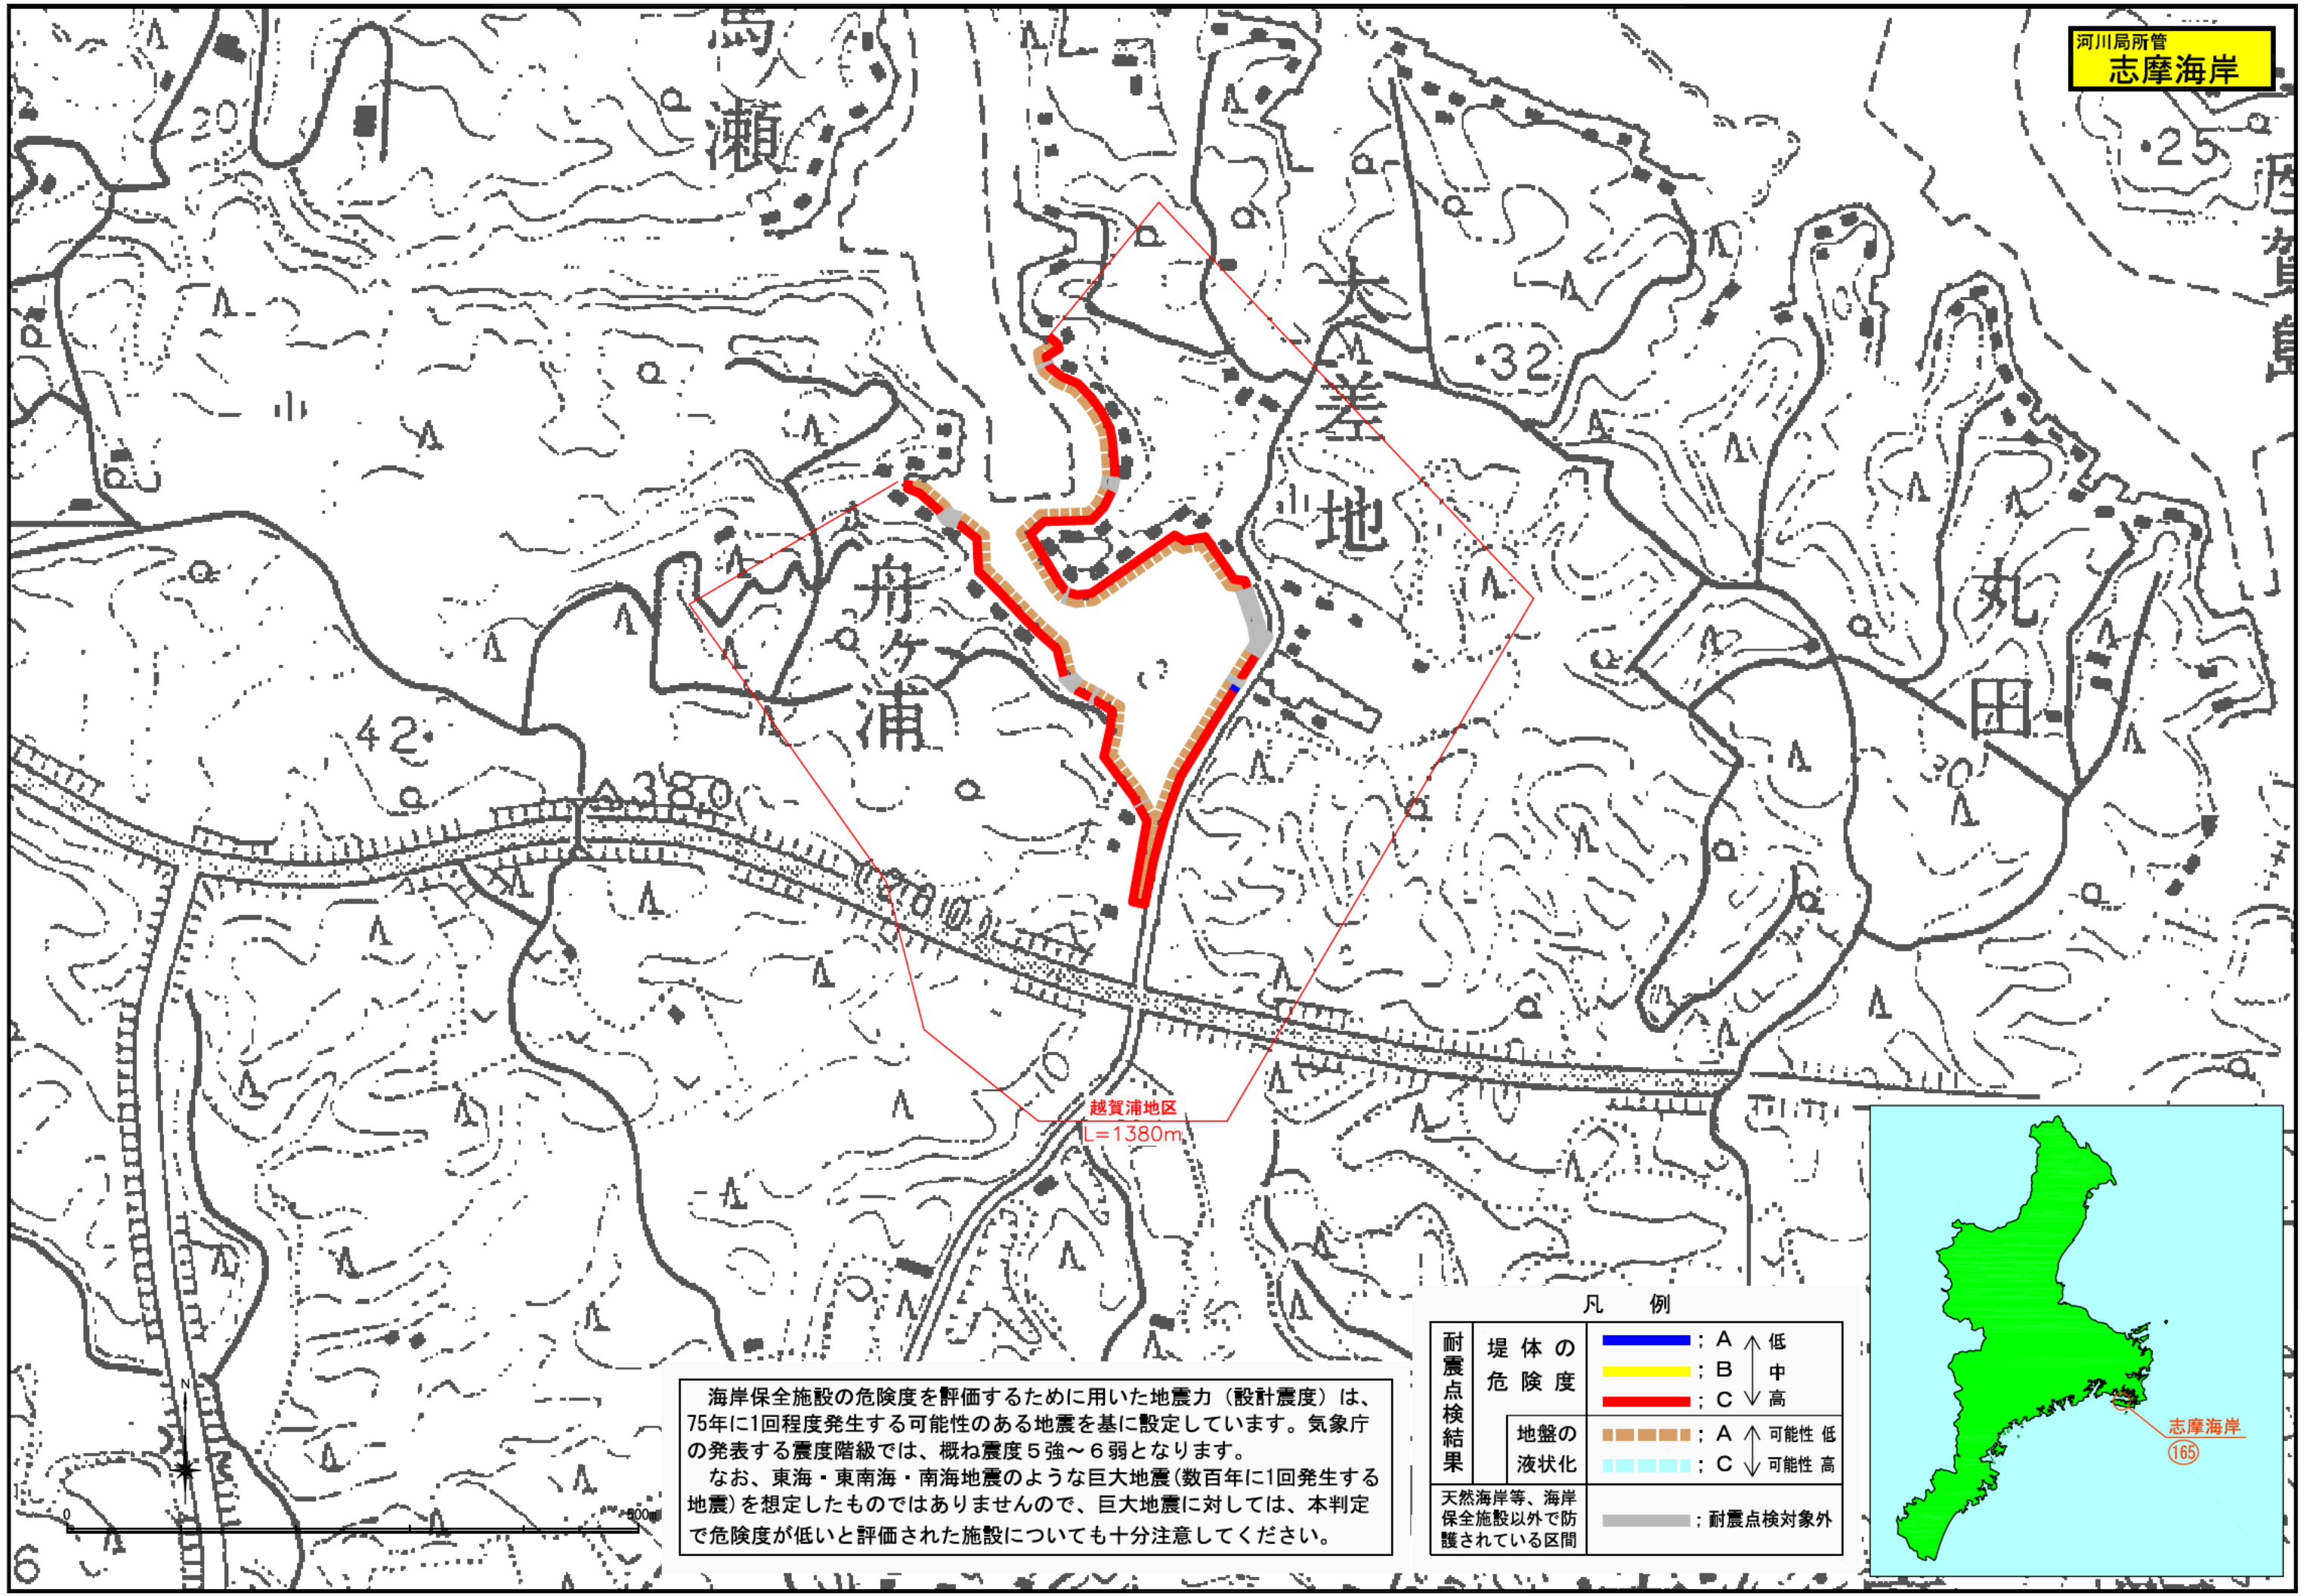 河川局所管
志摩海岸
馬
瀬
20
25
賀
島
大
差
地
32
舟
ヶ
浦
丸
田
42
380
30
10
6
越賀浦地区
L=1380m
N
0
500m
海岸保全施設の危険度を評価するために用いた地震力（設計震度）は、
75年に1回程度発生する可能性のある地震を基に設定しています。気象庁
の発表する震度階級では、概ね震度５強～６弱となります。
なお、東海・東南海・南海地震のような巨大地震(数百年に1回発生する
地震)を想定したものではありませんので、巨大地震に対しては、本判定
で危険度が低いと評価された施設についても十分注意してください。
凡 例
耐震点検結果
堤体の
危険度
; A 低
; B 中
; C 高
地盤の
液状化
; A 可能性 低
; C 可能性 高
天然海岸等、海岸
保全施設以外で防
護されている区間
; 耐震点検対象外
志摩海岸
165